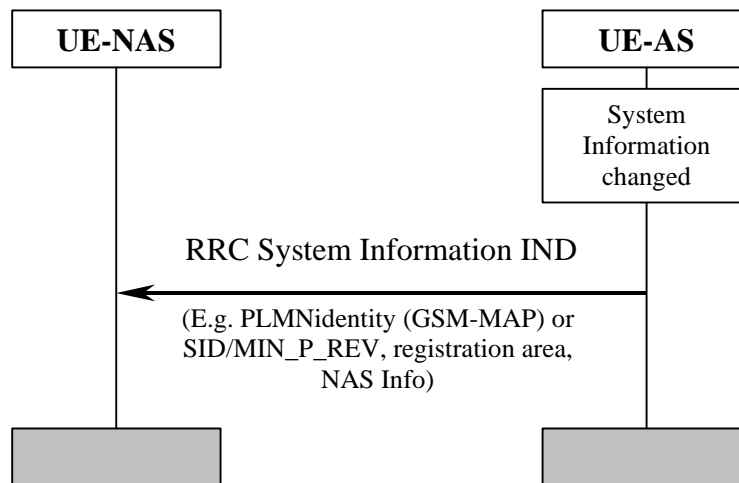 UE-NAS
UE-AS
System
Information
changed
RRC System Information IND
(E.g. PLMNidentity (GSM-MAP) or
SID/MIN_P_REV, registration area,
NAS Info)